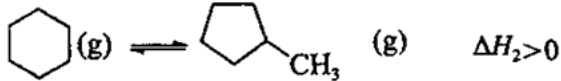 (g) ⇌ CH₃ (g) ΔH₂>0